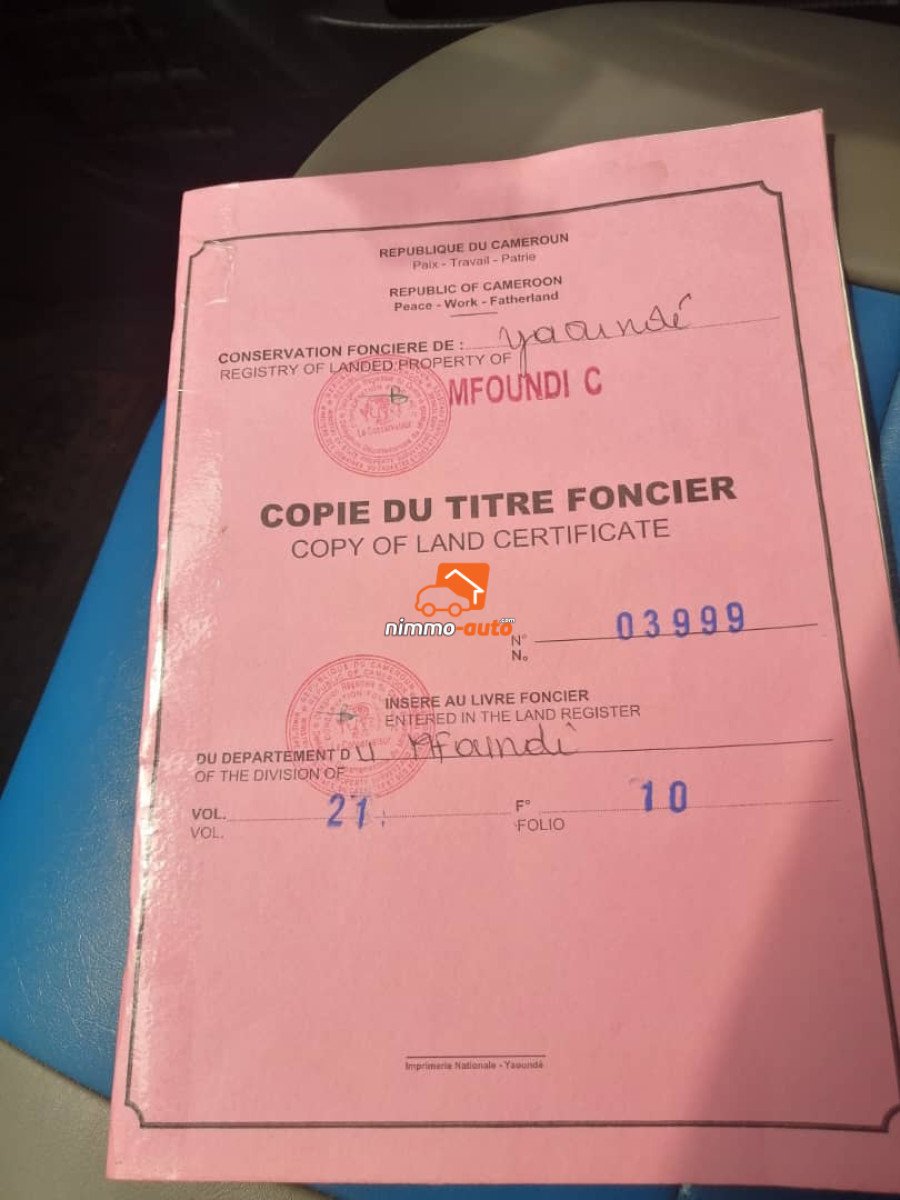 REPUBLIQUE DU CAMEROUN
Paix - Travail - Patrie
REPUBLIC OF CAMEROON
Peace - Work - Fatherland
CONSERVATION FONCIERE DE : Yaoundé
REGISTRY OF LANDED PROPERTY OF
MFOUNDI C
Le Conservateur
COPIE DU TITRE FONCIER
COPY OF LAND CERTIFICATE
nimmo-auto.com
N° 03999
N.
INSERE AU LIVRE FONCIER
ENTERED IN THE LAND REGISTER
DU DEPARTEMENT DU Mfoundi
OF THE DIVISION OF
VOL. 21 F° 10
VOL. FOLIO
Imprimerie Nationale - Yaoundé